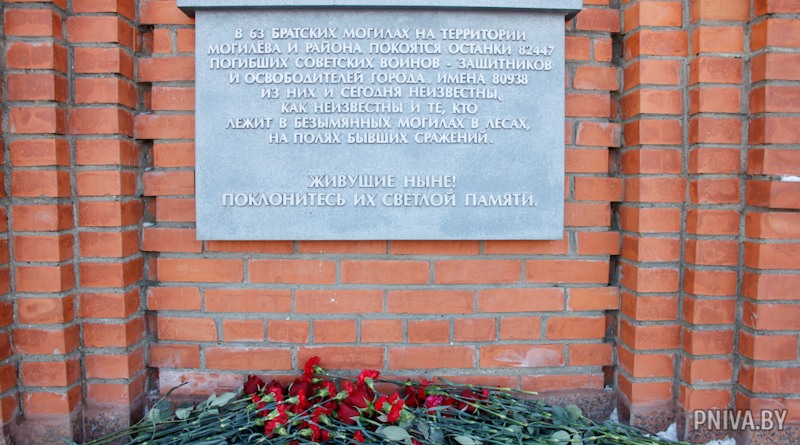 В 63 БРАТСКИХ МОГИЛАХ НА ТЕРРИТОРИИ
МОГИЛЁВА И РАЙОНА ПОКОЯТСЯ ОСТАНКИ 82447
ПОГИБШИХ СОВЕТСКИХ ВОИНОВ - ЗАЩИТНИКОВ
И ОСВОБОДИТЕЛЕЙ ГОРОДА. ИМЕНА 80938
ИЗ НИХ И СЕГОДНЯ НЕИЗВЕСТНЫ,
КАК НЕИЗВЕСТНЫ И ТЕ, КТО
ЛЕЖИТ В БЕЗЫМЯННЫХ МОГИЛАХ В ЛЕСАХ,
НА ПОЛЯХ БЫВШИХ СРАЖЕНИЙ.
ЖИВУЩИЕ НЫНЕ!
ПОКЛОНИТЕСЬ ИХ СВЕТЛОЙ ПАМЯТИ.
PNIVA.BY